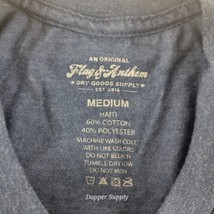 AN ORIGINAL
Flag & Anthem
DRY GOODS SUPPLY
EST
MEDIUM
HAITI
60% COTTON
40% POLYESTER
MACHINE WASH COLD
WITH LIKE COLORS
DO NOT BLEACH
TUMBLE DRY LOW
DO NOT IRON
Dapper Supply